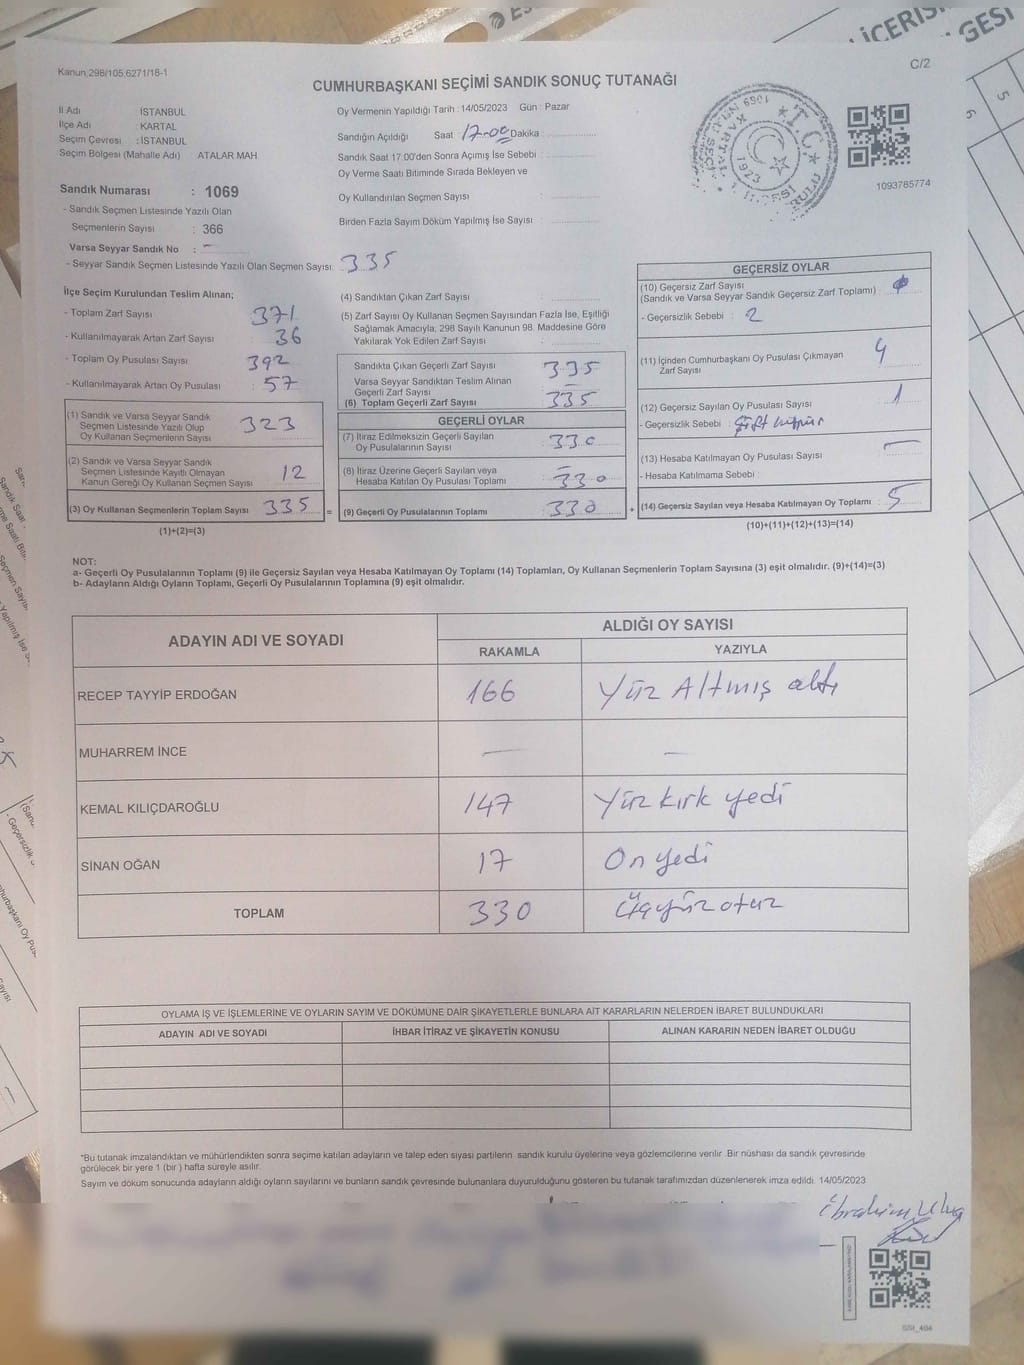 Kanun 298/105.6271/18-1
C/2
CUMHURBAŞKANI SEÇİMİ SANDIK SONUÇ TUTANAĞI
İl Adı : İSTANBUL
İlçe Adı : KARTAL
Seçim Çevresi : İSTANBUL
Seçim Bölgesi (Mahalle Adı) ATALAR MAH
Sandık Numarası : 1069
- Sandık Seçmen Listesinde Yazılı Olan
Seçmenlerin Sayısı : 366
Varsa Seyyar Sandık No : -
- Seyyar Sandık Seçmen Listesinde Yazılı Olan Seçmen Sayısı: 335
Oy Vermenin Yapıldığı Tarih : 14/05/2023 Gün : Pazar
Sandığın Açıldığı Saat : 17-00 Dakika :
Sandık Saat 17.00'den Sonra Açımış İse Sebebi :
Oy Verme Saati Bitiminde Sırada Bekleyen ve
Oy Kullandırılan Seçmen Sayısı :
Birden Fazla Sayım Döküm Yapılmış İse Sayısı :
T.C.
KARTAL
1923
1069
1093785774
İlçe Seçim Kurulundan Teslim Alınan;
- Toplam Zarf Sayısı : 371
- Kullanılmayarak Artan Zarf Sayısı : 36
- Toplam Oy Pusulası Sayısı : 392
- Kullanılmayarak Artan Oy Pusulası : 57
(1) Sandık ve Varsa Seyyar Sandık
Seçmen Listesinde Yazılı Olup
Oy Kullanan Seçmenlerin Sayısı : 323
(2) Sandık ve Varsa Seyyar Sandık
Seçmen Listesinde Kayıtlı Olmayan
Kanun Gereği Oy Kullanan Seçmen Sayısı : 12
(3) Oy Kullanan Seçmenlerin Toplam Sayısı : 335
(1)+(2)=(3)
(4) Sandıktan Çıkan Zarf Sayısı :
(5) Zarf Sayısı Oy Kullanan Seçmen Sayısından Fazla İse, Eşitliği
Sağlamak Amacıyla, 298 Sayılı Kanunun 98. Maddesine Göre
Yakılarak Yok Edilen Zarf Sayısı :
Sandıkta Çıkan Geçerli Zarf Sayısı : 335
Varsa Seyyar Sandıktan Teslim Alınan
Geçerli Zarf Sayısı : -
(6) Toplam Geçerli Zarf Sayısı : 335
GEÇERLİ OYLAR
(7) İtiraz Edilmeksizin Geçerli Sayılan
Oy Pusulalarının Sayısı : 330
(8) İtiraz Üzerine Geçerli Sayılan veya
Hesaba Katılan Oy Pusulası Toplamı : 330
= (9) Geçerli Oy Pusulalarının Toplamı : 330
GEÇERSİZ OYLAR
(10) Geçersiz Zarf Sayısı
(Sandık ve Varsa Seyyar Sandık Geçersiz Zarf Toplamı) :
- Geçersizlik Sebebi : 2
(11) İçinden Cumhurbaşkanı Oy Pusulası Çıkmayan
Zarf Sayısı : 4
(12) Geçersiz Sayılan Oy Pusulası Sayısı : 1
- Geçersizlik Sebebi : Çift
(13) Hesaba Katılmayan Oy Pusulası Sayısı : -
- Hesaba Katılmama Sebebi :
+ (14) Geçersiz Sayılan veya Hesaba Katılmayan Oy Toplamı : 5
(10)+(11)+(12)+(13)=(14)
NOT:
a- Geçerli Oy Pusulalarının Toplamı (9) ile Geçersiz Sayılan veya Hesaba Katılmayan Oy Toplamı (14) Toplamları, Oy Kullanan Seçmenlerin Toplam Sayısına (3) eşit olmalıdır. (9)+(14)=(3)
b- Adayların Aldığı Oyların Toplamı, Geçerli Oy Pusulalarının Toplamına (9) eşit olmalıdır.
ADAYIN ADI VE SOYADI
ALDIĞI OY SAYISI
RAKAMLA YAZIYLA
RECEP TAYYİP ERDOĞAN 166 Yüz Altmış altı
MUHARREM İNCE - -
KEMAL KILIÇDAROĞLU 147 Yüz kırk yedi
SİNAN OĞAN 17 On yedi
TOPLAM 330 Üçyüz otuz
OYLAMA İŞ VE İŞLEMLERİNE VE OYLARIN SAYIM VE DÖKÜMÜNE DAİR ŞİKAYETLERLE BUNLARA AİT KARARLARIN NELERDEN İBARET BULUNDUKLARI
ADAYIN ADI VE SOYADI İHBAR İTİRAZ VE ŞİKAYETİN KONUSU ALINAN KARARIN NEDEN İBARET OLDUĞU
*Bu tutanak imzalandıktan ve mühürlendikten sonra seçime katılan adayların ve talep eden siyasi partilerin sandık kurulu üyelerine veya gözlemcilerine verilir .Bir nüshası da sandık çevresinde
görülecek bir yere 1 (bir ) hafta süreyle asılır.
Sayım ve döküm sonucunda adayların aldığı oyların sayılarını ve bunların sandık çevresinde bulunanlara duyurulduğunu gösteren bu tutanak tarafımızdan düzenlenerek imza edildi. 14/05/2023
İbrahim